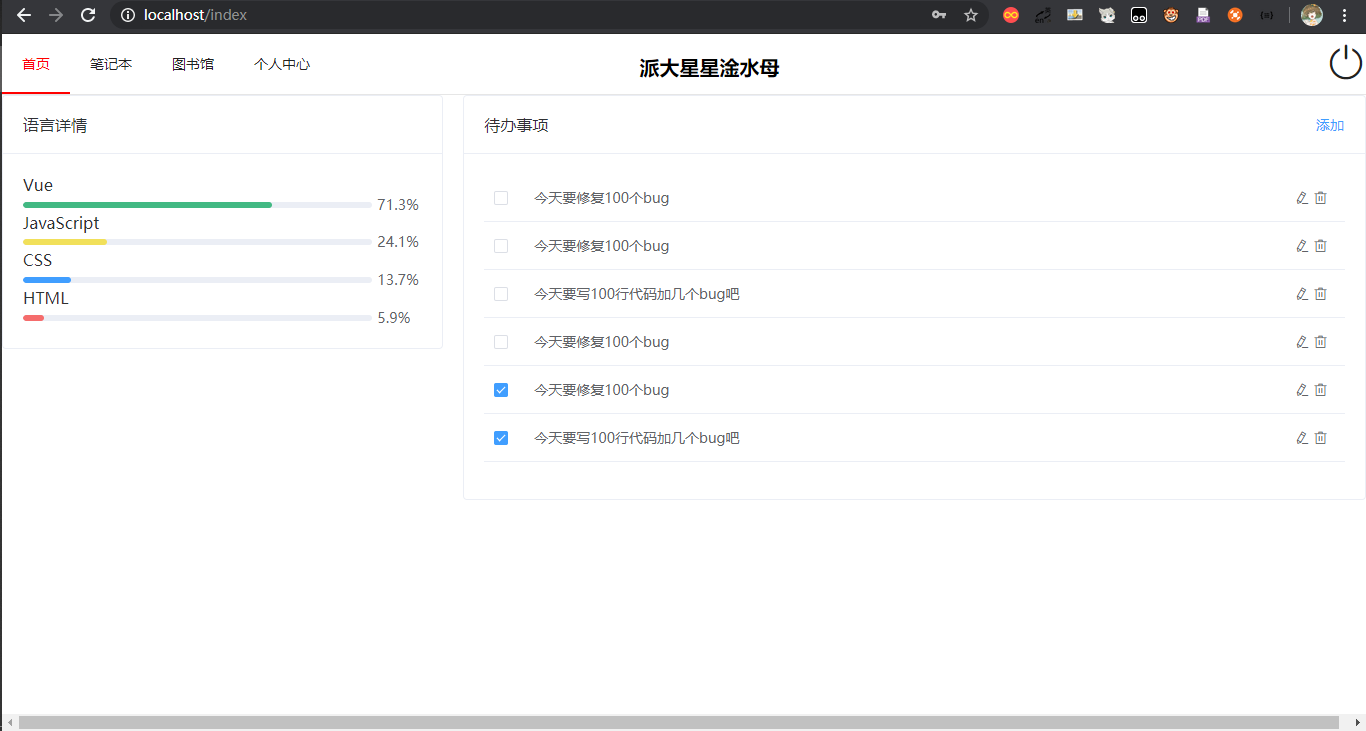 localhost/index
首页 笔记本 图书馆 个人中心 派大星星淦水母
语言详情
Vue
71.3%
JavaScript
24.1%
CSS
13.7%
HTML
5.9%
待办事项 添加
今天要修复100个bug
今天要修复100个bug
今天要写100行代码加几个bug吧
今天要修复100个bug
今天要修复100个bug
今天要写100行代码加几个bug吧